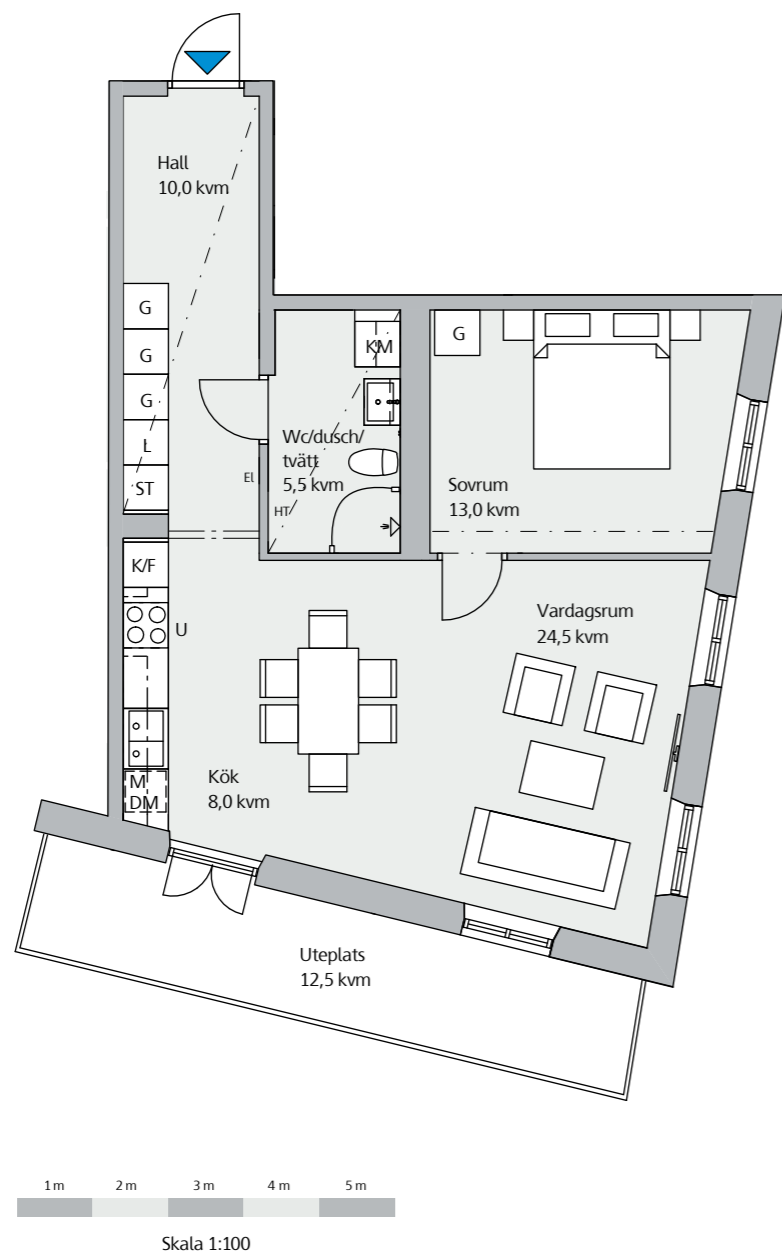 Hall
10,0 kvm
G
G
G
L
ST
El
HT
KM
Wc/dusch/
tvätt
5,5 kvm
G
Sovrum
13,0 kvm
K/F
U
Vardagsrum
24,5 kvm
M
DM
Kök
8,0 kvm
Uteplats
12,5 kvm
1 m 2 m 3 m 4 m 5 m
Skala 1:100